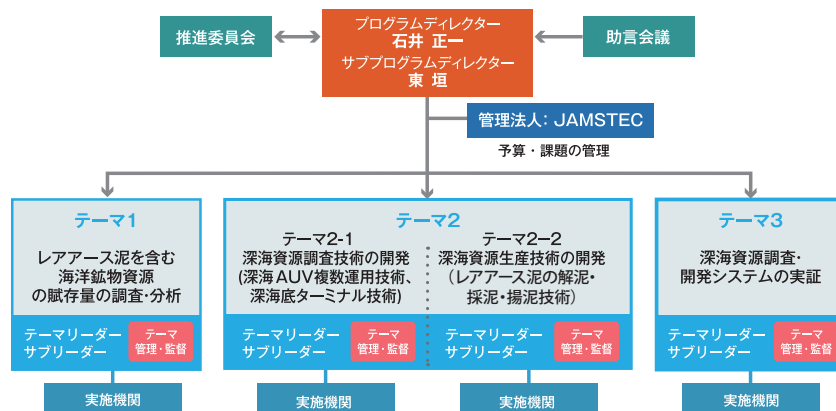 推進委員会
プログラムディレクター
石井 正一
サブプログラムディレクター
東 垣
助言会議
管理法人: JAMSTEC
予算・課題の管理
テーマ1
レアアース泥を含む
海洋鉱物資源
の賦存量の調査・分析
テーマリーダー
サブリーダー
テーマ
管理・監督
実施機関
テーマ2
テーマ2-1
深海資源調査技術の開発
(深海AUV複数運用技術、
深海底ターミナル技術)
テーマリーダー
サブリーダー
テーマ
管理・監督
実施機関
テーマ2−2
深海資源生産技術の開発
(レアアース泥の解泥・
採泥・揚泥技術)
テーマリーダー
サブリーダー
テーマ
管理・監督
実施機関
テーマ3
深海資源調査・
開発システムの実証
テーマリーダー
サブリーダー
テーマ
管理・監督
実施機関